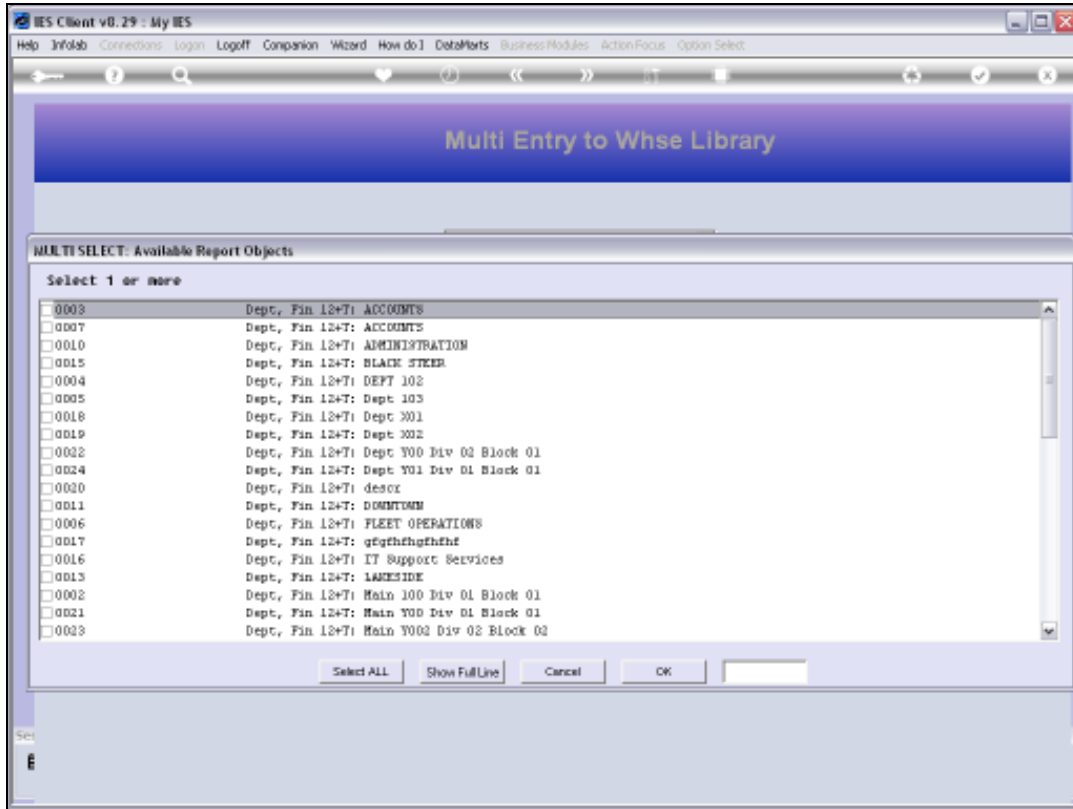 IES Client v8.29 : My IES
Help Infolab Connections Logon Logoff Companion Wizard How do I DataMarts Business Modules Action Focus Option Select
Multi Entry to Whse Library
MULTI SELECT: Available Report Objects
Select 1 or more
0003 Dept, Fin 12+T: ACCOUNTS
0007 Dept, Fin 12+T: ACCOUNTS
0010 Dept, Fin 12+T: ADMINISTRATION
0015 Dept, Fin 12+T: BLACK STEER
0004 Dept, Fin 12+T: DEPT 102
0005 Dept, Fin 12+T: Dept 103
0018 Dept, Fin 12+T: Dept X01
0019 Dept, Fin 12+T: Dept X02
0022 Dept, Fin 12+T: Dept Y00 Div 02 Block 01
0024 Dept, Fin 12+T: Dept Y01 Div 01 Block 01
0020 Dept, Fin 12+T: descr
0011 Dept, Fin 12+T: DOWNTOWN
0006 Dept, Fin 12+T: FLEET OPERATIONS
0017 Dept, Fin 12+T: gfgfhfhgfhfhf
0016 Dept, Fin 12+T: IT Support Services
0013 Dept, Fin 12+T: LAKESIDE
0002 Dept, Fin 12+T: Main 100 Div 01 Block 01
0021 Dept, Fin 12+T: Main Y00 Div 01 Block 01
0023 Dept, Fin 12+T: Main Y002 Div 02 Block 02
Select ALL Show Full Line Cancel OK